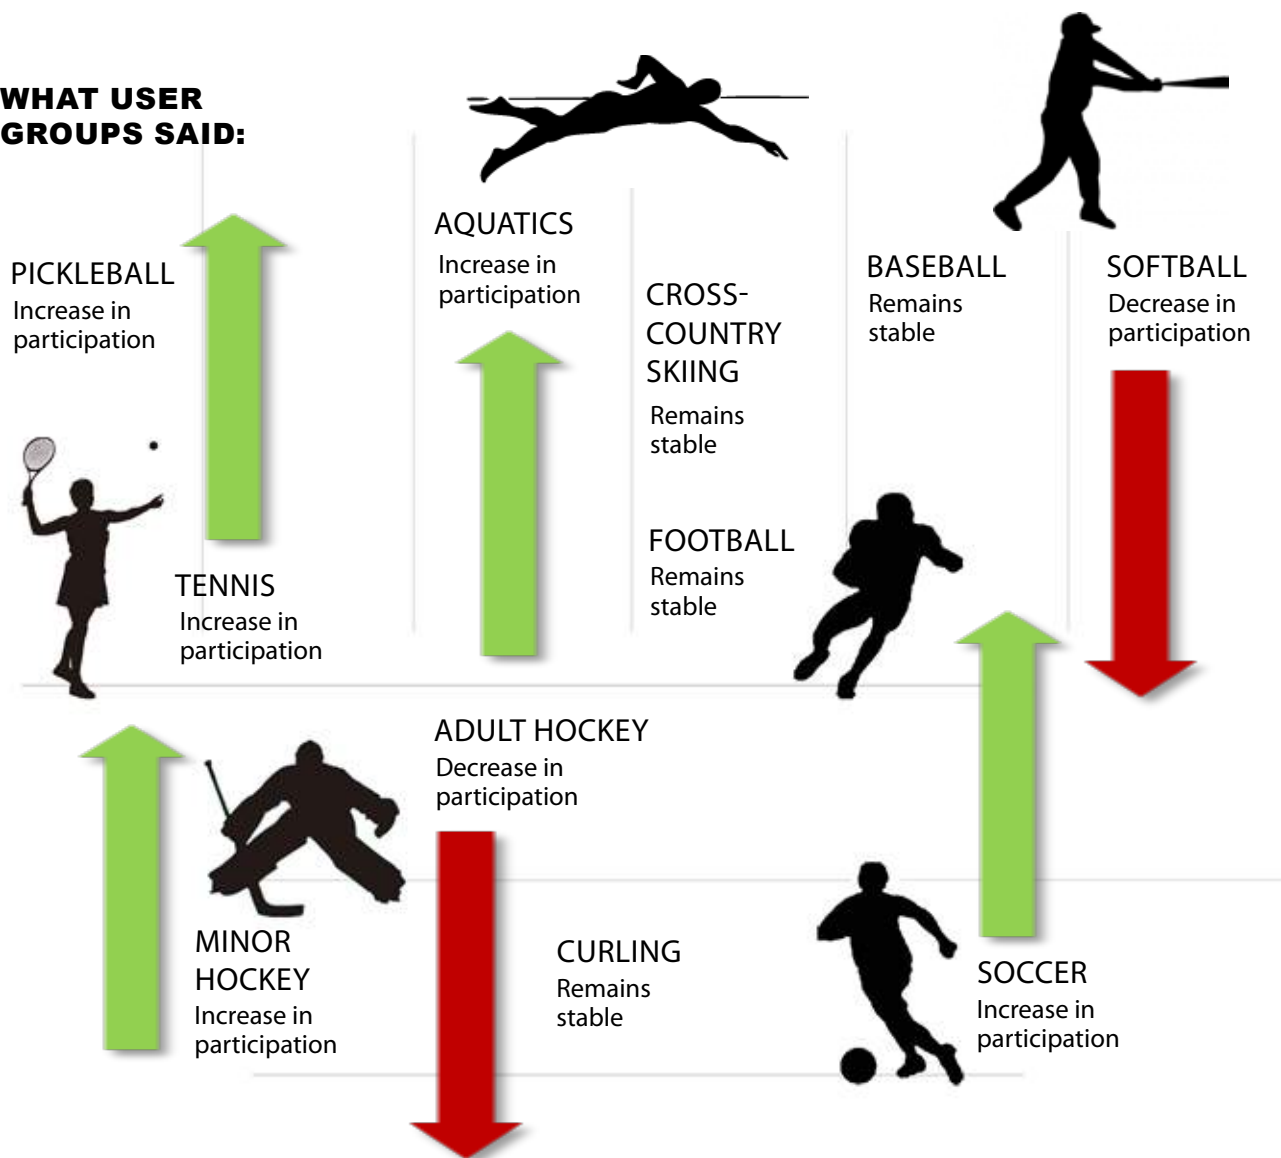 WHAT USER
GROUPS SAID:
PICKLEBALL
Increase in
participation
TENNIS
Increase in
participation
AQUATICS
Increase in
participation
CROSS-
COUNTRY
SKIING
Remains
stable
FOOTBALL
Remains
stable
BASEBALL
Remains
stable
SOFTBALL
Decrease in
participation
MINOR
HOCKEY
Increase in
participation
ADULT HOCKEY
Decrease in
participation
CURLING
Remains
stable
SOCCER
Increase in
participation